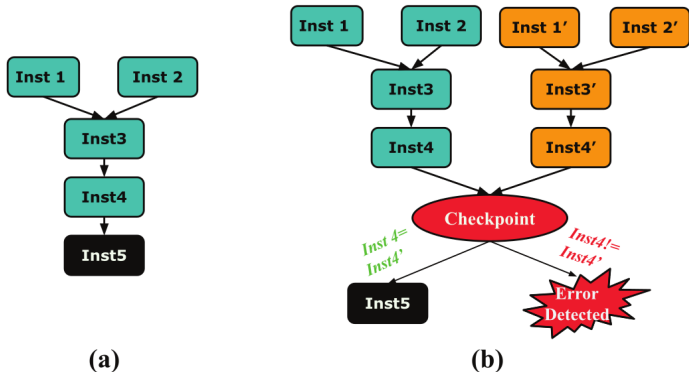 Inst 1
Inst 2
Inst3
Inst4
Inst5
(a)
Inst 1
Inst 2
Inst 1’
Inst 2’
Inst3
Inst3’
Inst4
Inst4’
Checkpoint
Inst 4=
Inst4’
Inst4!=
Inst4’
Inst5
Error
Detected
(b)